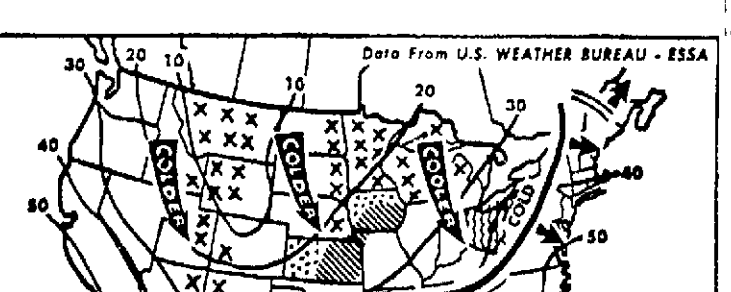 Data From U.S. WEATHER BUREAU - ESSA
30 20 10
10
20
30
40
COLDER
COLDER
COOLER
40
COLD
50
50